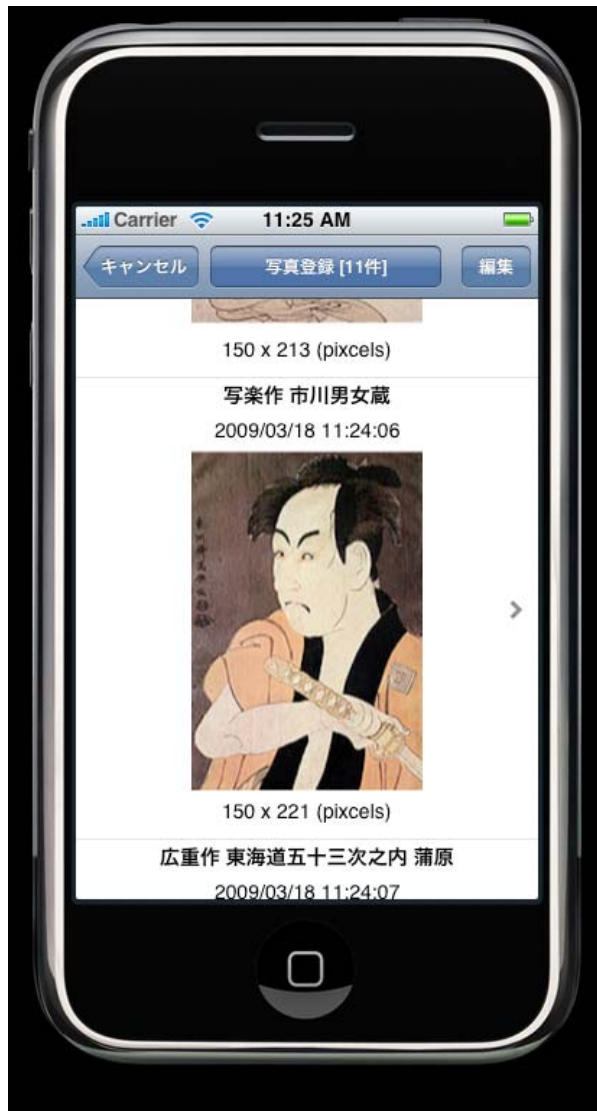 Carrier 11:25 AM
キャンセル 写真登録 [11件] 編集
150 x 213 (pixcels)
写楽作 市川男女蔵
2009/03/18 11:24:06
150 x 221 (pixcels)
広重作 東海道五十三次之内 蒲原
2009/03/18 11:24:07